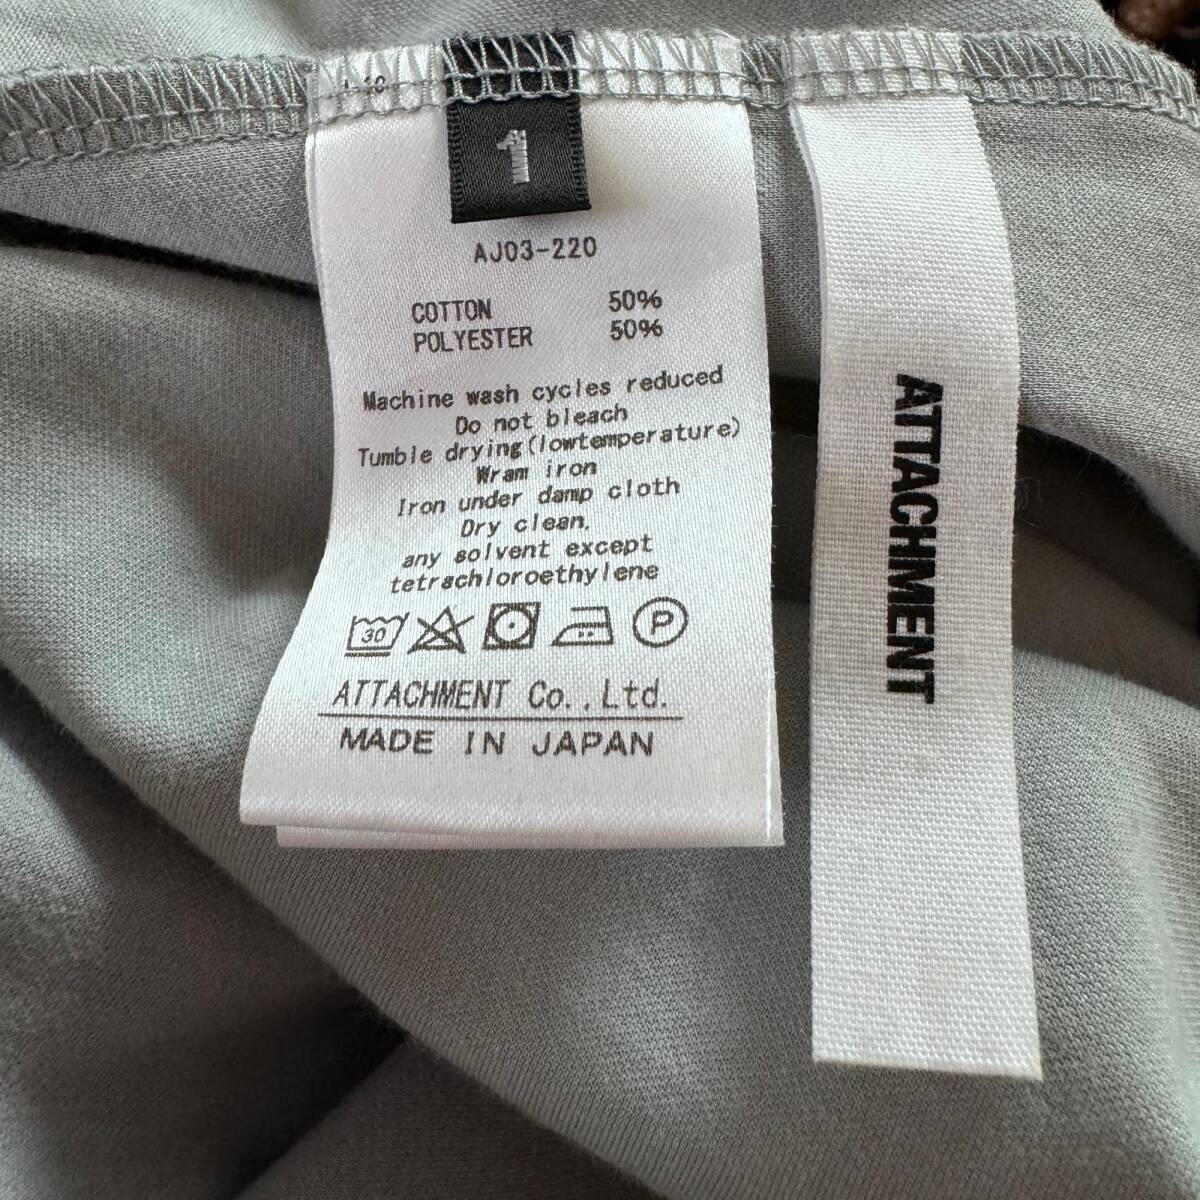 1
AJ03-220
COTTON 50%
POLYESTER 50%
Machine wash cycles reduced
Do not bleach
Tumble drying(lowtemperature)
Wram iron
Iron under damp cloth
Dry clean.
any solvent except
tetrachloroethylene
30
P
ATTACHMENT Co.,Ltd.
MADE IN JAPAN
ATTACHMENT